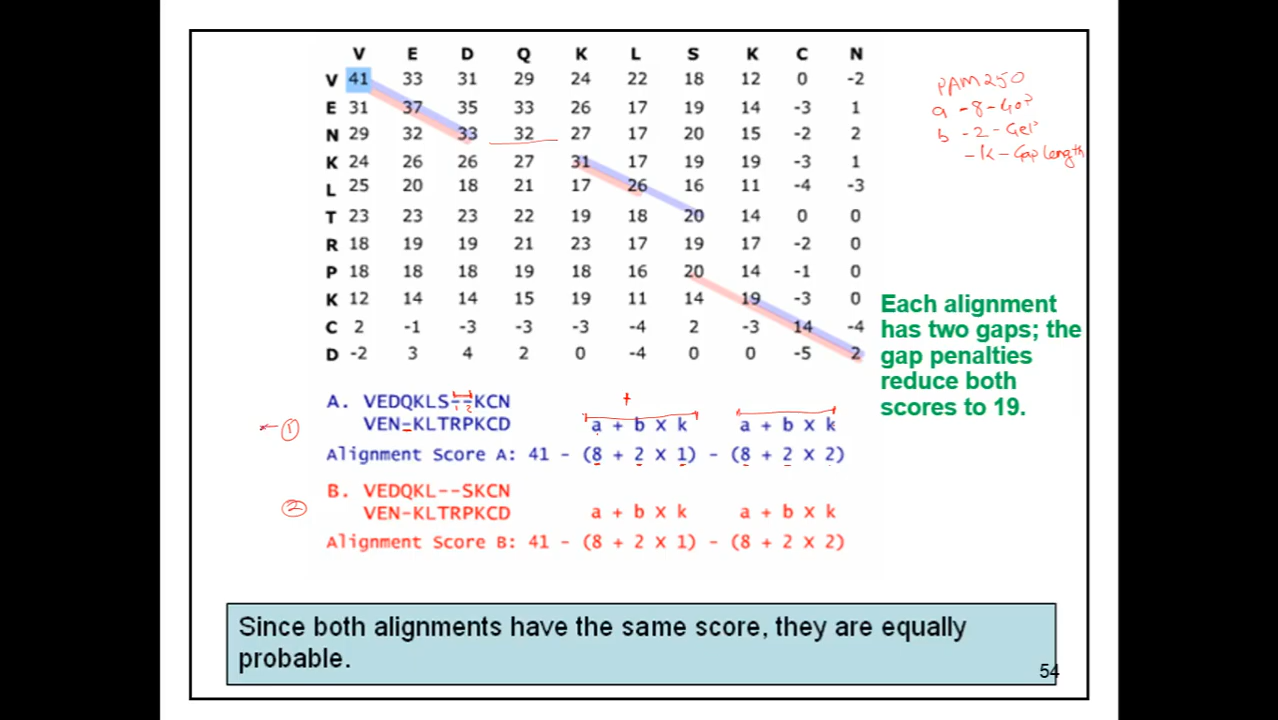 V E D Q K L S K C N
V 41 33 31 29 24 22 18 12 0 -2
E 31 37 35 33 26 17 19 14 -3 1
N 29 32 33 32 27 17 20 15 -2 2
K 24 26 26 27 31 17 19 19 -3 1
L 25 20 18 21 17 26 16 11 -4 -3
T 23 23 23 22 19 18 20 14 0 0
R 18 19 19 21 23 17 19 17 -2 0
P 18 18 18 19 18 16 20 14 -1 0
K 12 14 14 15 19 11 14 19 -3 0
C 2 -1 -3 -3 -3 -4 2 -3 14 -4
D -2 3 4 2 0 -4 0 0 -5 2
PAM250
a -8-GoP
b -2-GeP
-k-Gap length
Each alignment
has two gaps; the
gap penalties
reduce both
scores to 19.
A. VEDQKLS--KCN
1 2
+
1
VEN-KLTRPKCD a + b X k a + b X k
Alignment Score A: 41 - (8 + 2 X 1) - (8 + 2 X 2)
B. VEDQKL--SKCN
2
VEN-KLTRPKCD a + b X k a + b X k
Alignment Score B: 41 - (8 + 2 X 1) - (8 + 2 X 2)
Since both alignments have the same score, they are equally
probable.
54